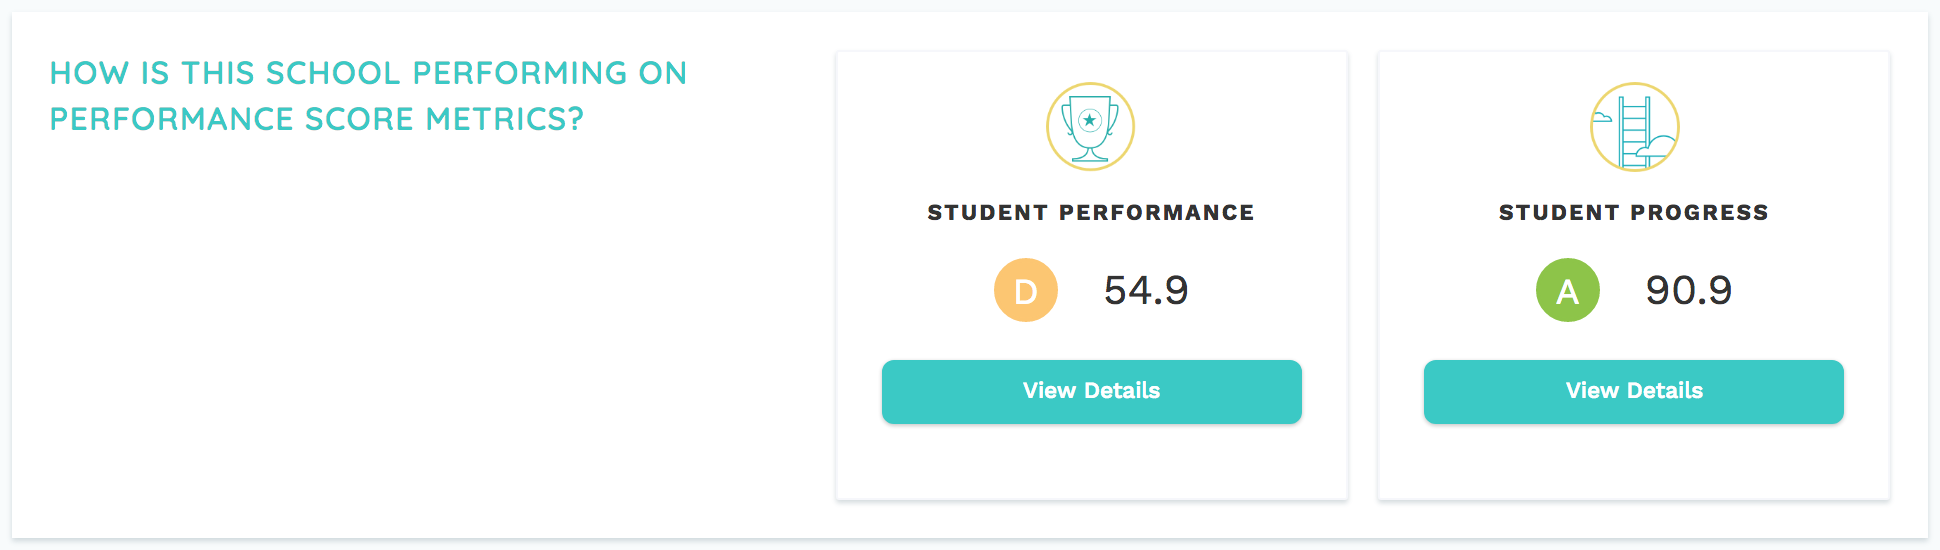 HOW IS THIS SCHOOL PERFORMING ON
PERFORMANCE SCORE METRICS?
STUDENT PERFORMANCE
D 54.9
View Details
STUDENT PROGRESS
A 90.9
View Details